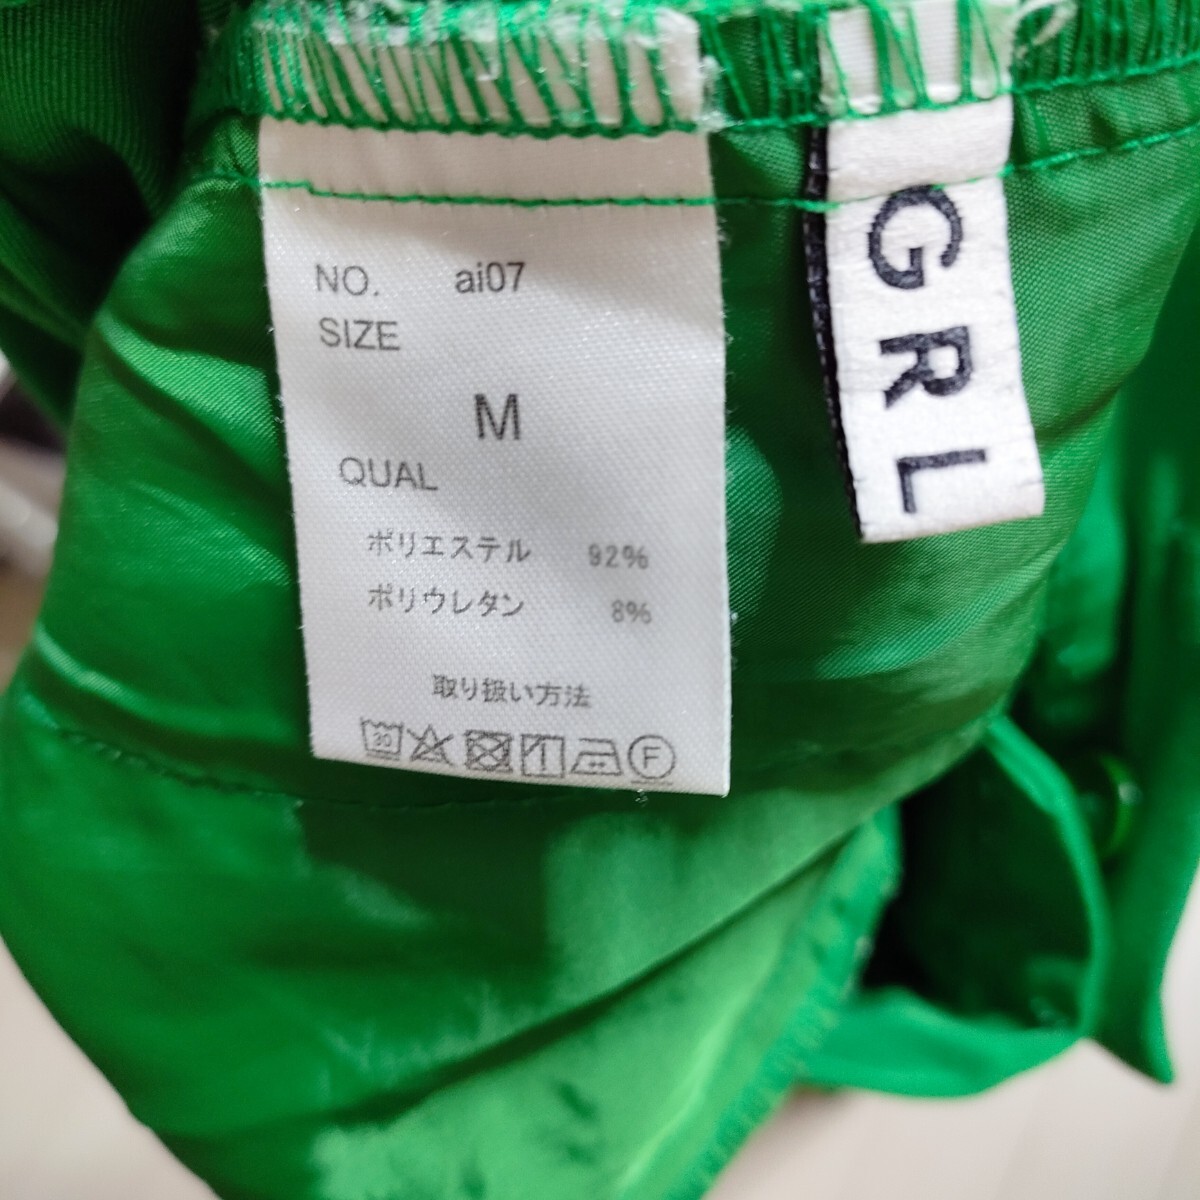 NO. ai07
SIZE
M
QUAL
ポリエステル 92%
ポリウレタン 8%
取り扱い方法
30
F
GRL